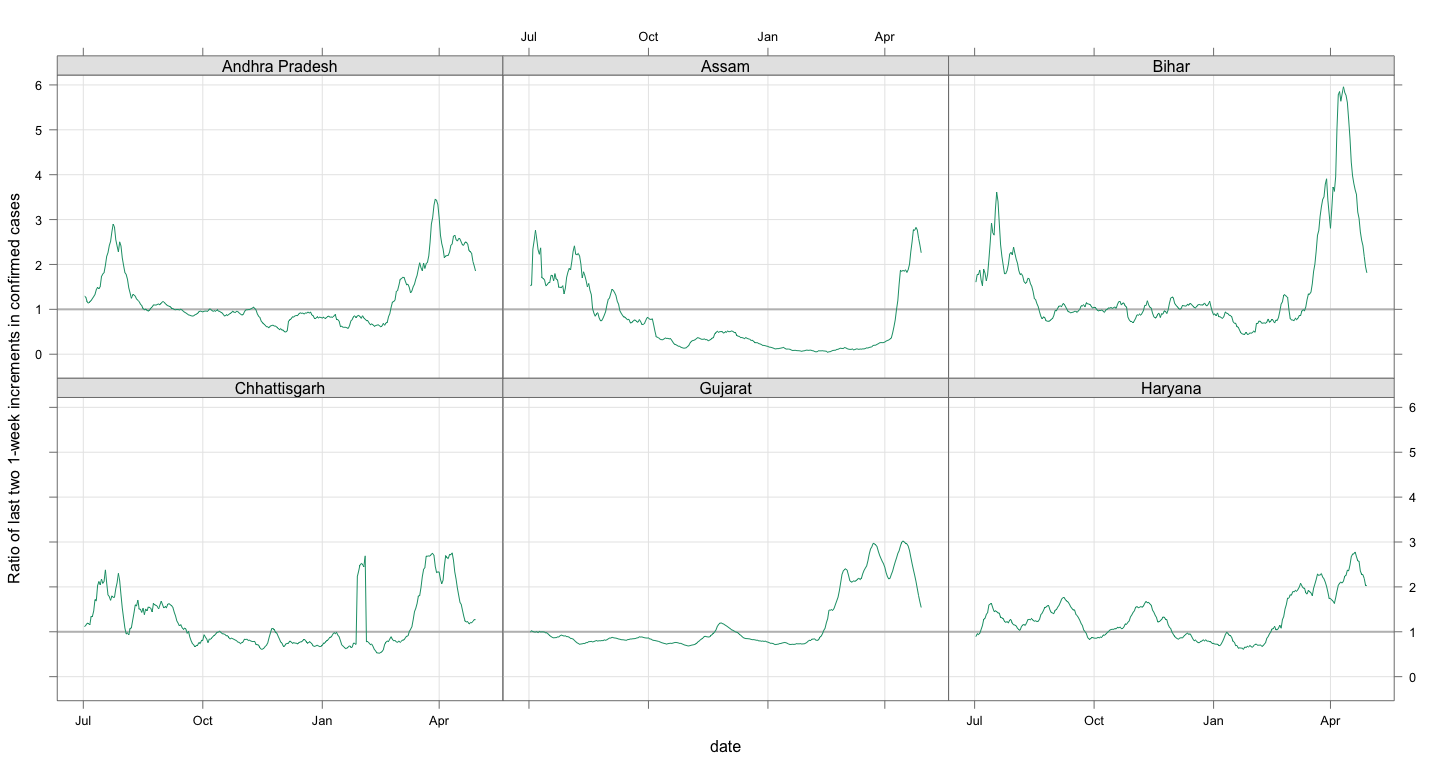 Jul Oct Jan Apr
Andhra Pradesh Assam Bihar
6
5
4
3
2
1
0
Ratio of last two 1-week increments in confirmed cases
Chhattisgarh Gujarat Haryana
6
5
4
3
2
1
0
Jul Oct Jan Apr Jul Oct Jan Apr
date